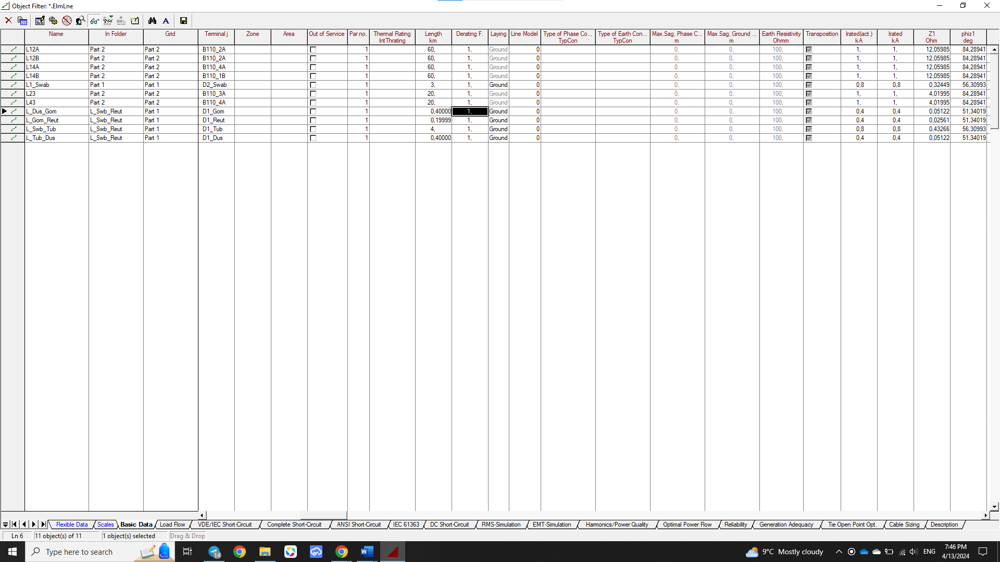 Object Filter: *.ElmLne
Name In Folder Grid Terminal j Zone Area Out of Service Par.no. Thermal Rating Length Derating F. Laying Line Model Type of Phase Co... Type of Earth Con... Max.Sag, Phase C... Max.Sag, Ground ... Earth Resistivity Transposition Irated(act.) Irated Z1 phiz1
IntThrating km TypCon TypCon m m Ohmm kA kA Ohm deg
L12A Part 2 Part 2 B110_2A 1 60, 1, Ground 0 0, 0, 100, 1, 1, 12,05985 84,28941
L12B Part 2 Part 2 B110_2A 1 60, 1, Ground 0 0, 0, 100, 1, 1, 12,05985 84,28941
L14A Part 2 Part 2 B110_4A 1 60, 1, Ground 0 0, 0, 100, 1, 1, 12,05985 84,28941
L14B Part 2 Part 2 B110_1B 1 60, 1, Ground 0 0, 0, 100, 1, 1, 12,05985 84,28941
L1_Swab Part 1 Part 1 D2_Swab 1 3, 1, Ground 0 0, 0, 100, 0,8 0,8 0,32449 56,30993
L23 Part 2 Part 2 B110_3A 1 20, 1, Ground 0 0, 0, 100, 1, 1, 4,01995 84,28941
L43 Part 2 Part 2 B110_4A 1 20, 1, Ground 0 0, 0, 100, 1, 1, 4,01995 84,28941
L_Dus_Gom L_Swb_Reut Part 1 D1_Gom 1 0,40000 1, Ground 0 0, 0, 100, 0,4 0,4 0,05122 51,34019
L_Gom_Reut L_Swb_Reut Part 1 D1_Reut 1 0,19999 1, Ground 0 0, 0, 100, 0,4 0,4 0,02561 51,34019
L_Swb_Tub L_Swb_Reut Part 1 D1_Tub 1 4, 1, Ground 0 0, 0, 100, 0,8 0,8 0,43266 56,30993
L_Tub_Dus L_Swb_Reut Part 1 D1_Dus 1 0,40000 1, Ground 0 0, 0, 100, 0,4 0,4 0,05122 51,34019
Flexible Data Scales Basic Data Load Flow VDE/IEC Short-Circuit Complete Short-Circuit ANSI Short-Circuit IEC 61363 DC Short-Circuit RMS-Simulation EMT-Simulation Harmonics/Power Quality Optimal Power Flow Reliability Generation Adequacy Tie Open Point Opt. Cable Sizing Description
Ln 6 11 object(s) of 11 1 object(s) selected Drag & Drop
Type here to search 14 9°C Mostly cloudy ENG 7:46 PM
4/13/2024